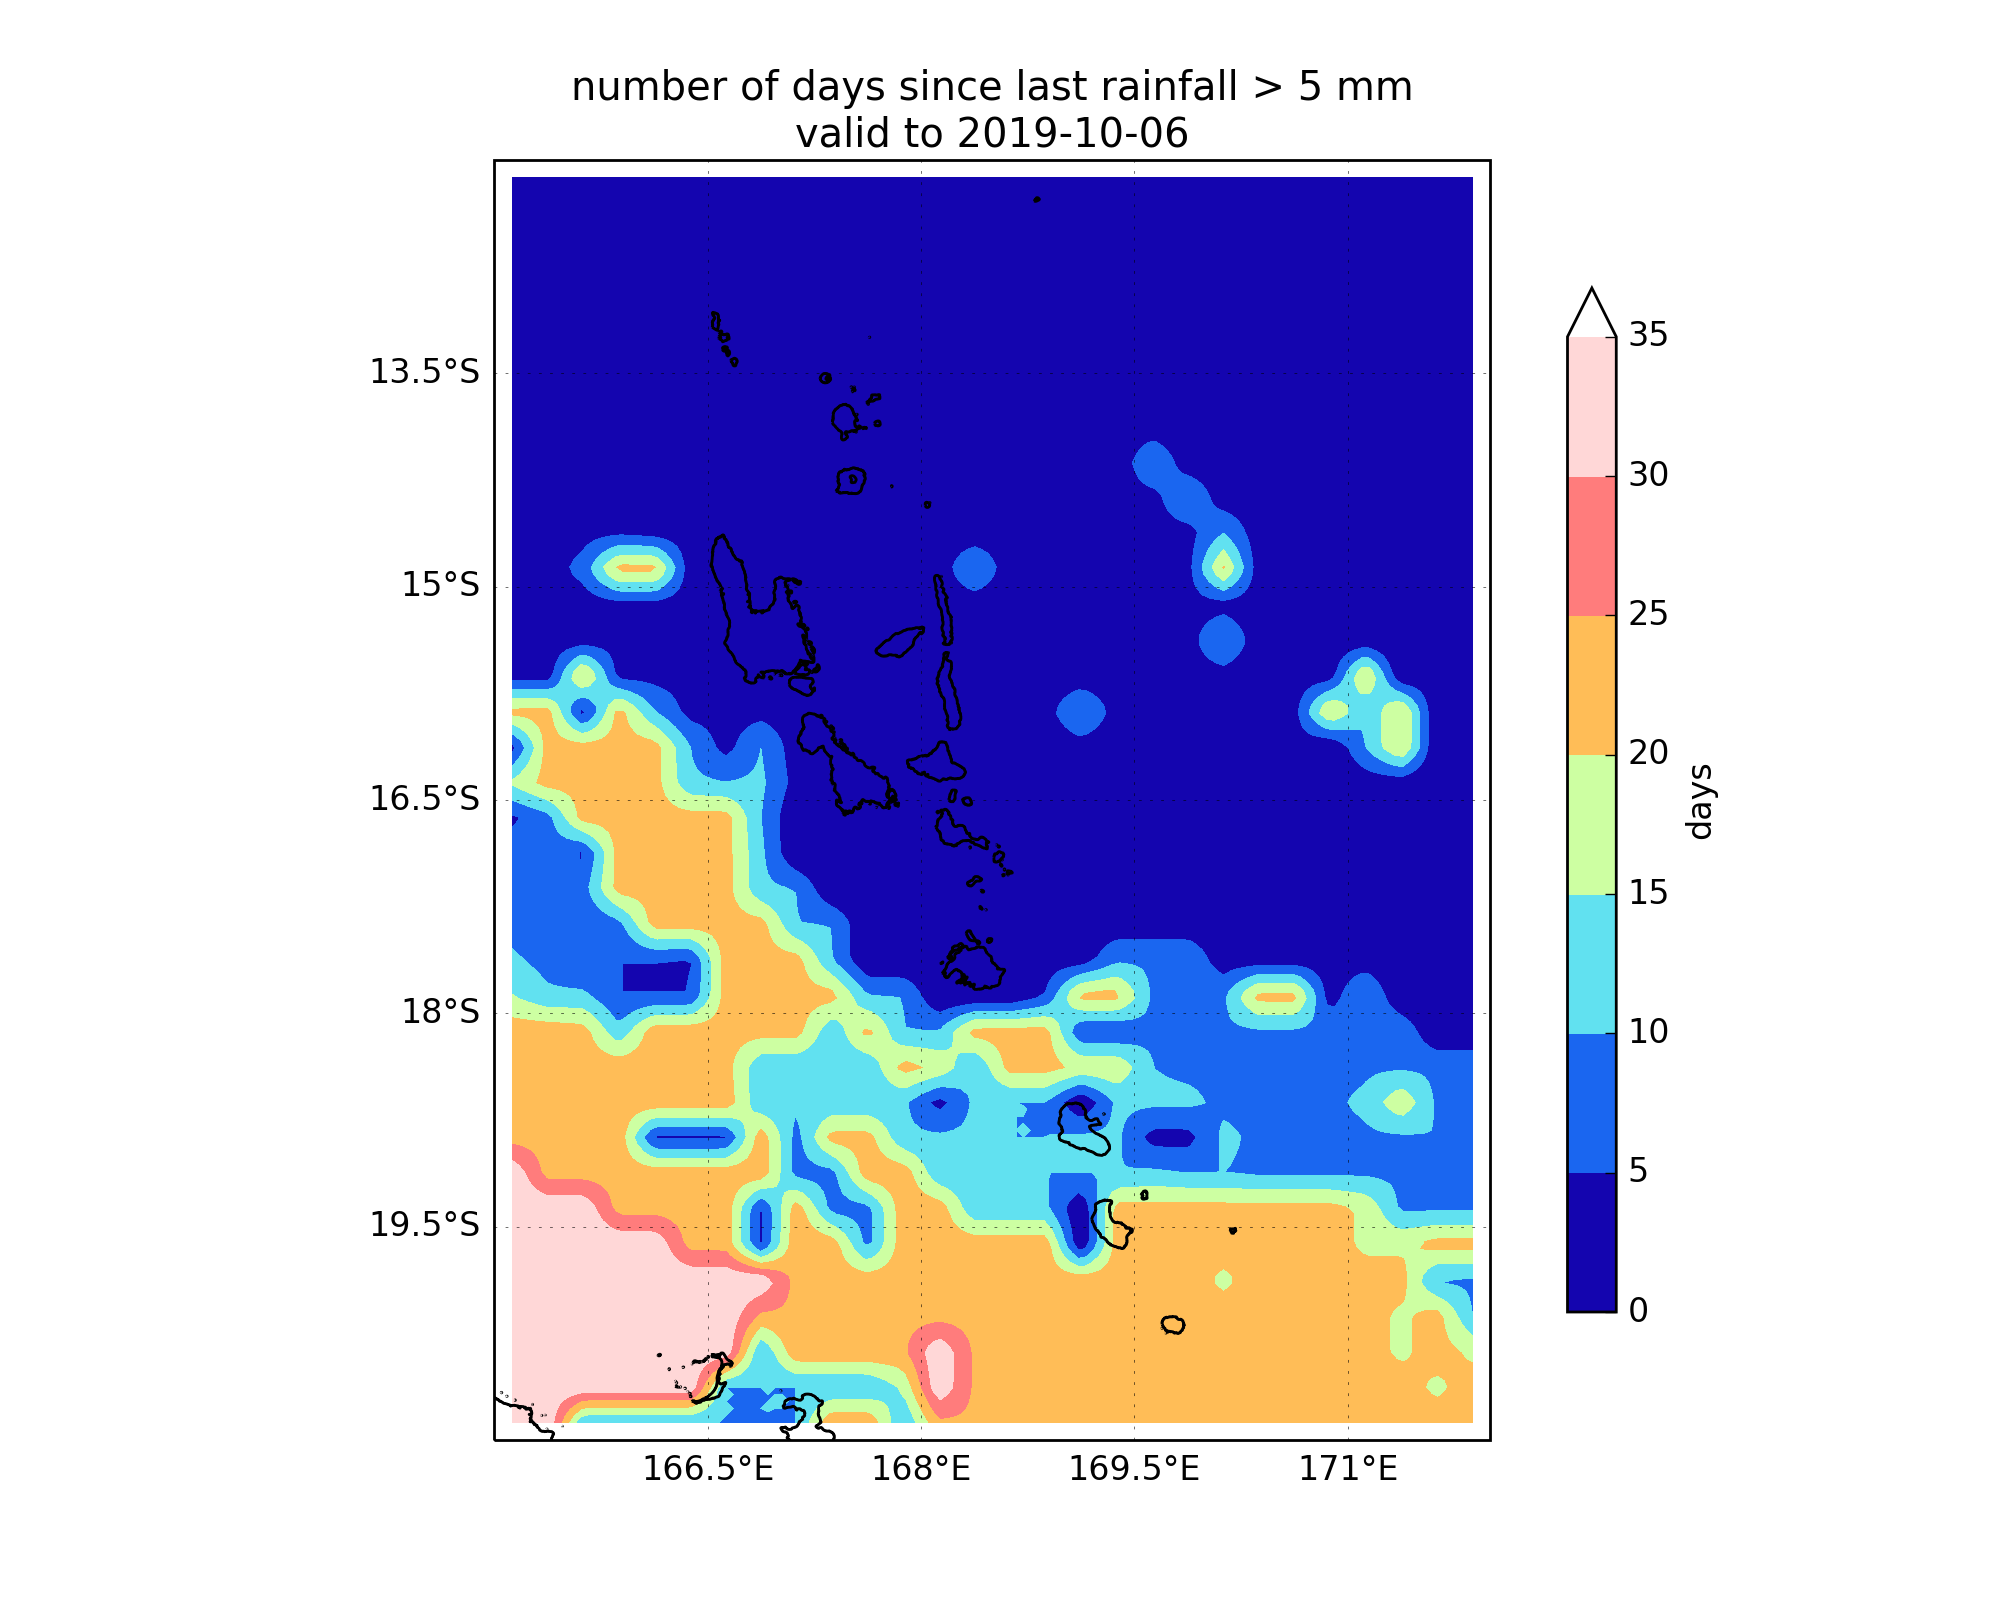 number of days since last rainfall > 5 mm
valid to 2019-10-06
13.5°S
15°S
16.5°S
18°S
19.5°S
166.5°E
168°E
169.5°E
171°E
35
30
25
20
15
10
5
0
days